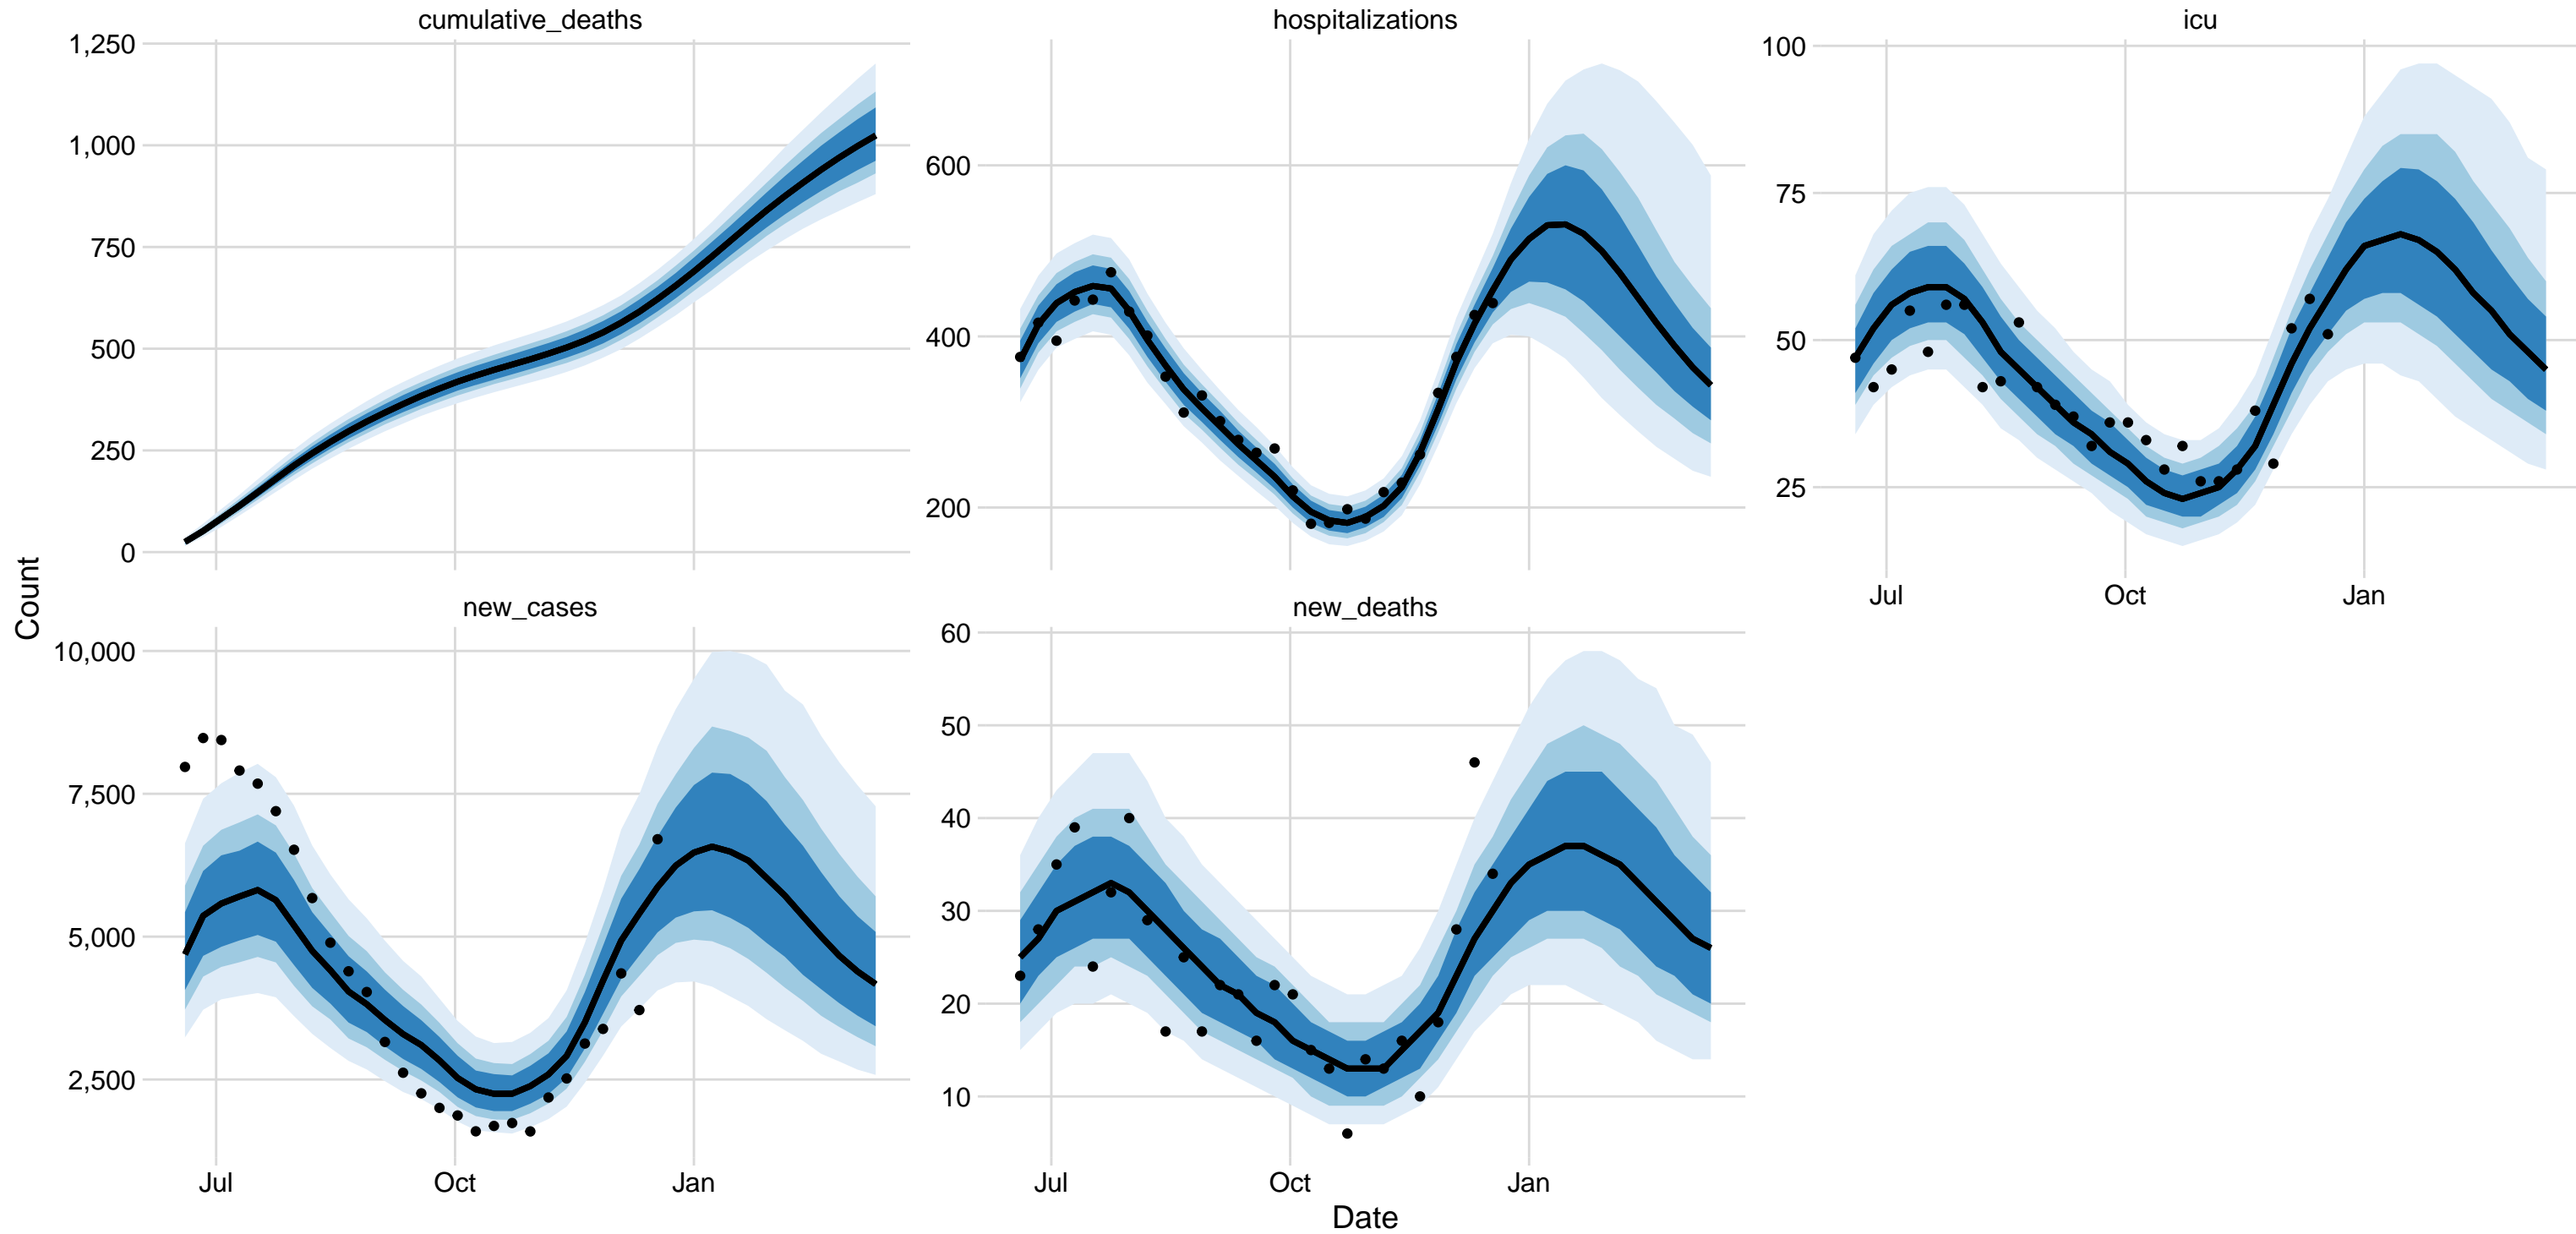 cumulative_deaths
1,250
1,000
750
500
250
0
hospitalizations
600
400
200
icu
100
75
50
25
Jul Oct Jan
Count
new_cases
10,000
7,500
5,000
2,500
Jul Oct Jan
new_deaths
60
50
40
30
20
10
Jul Oct Jan
Date